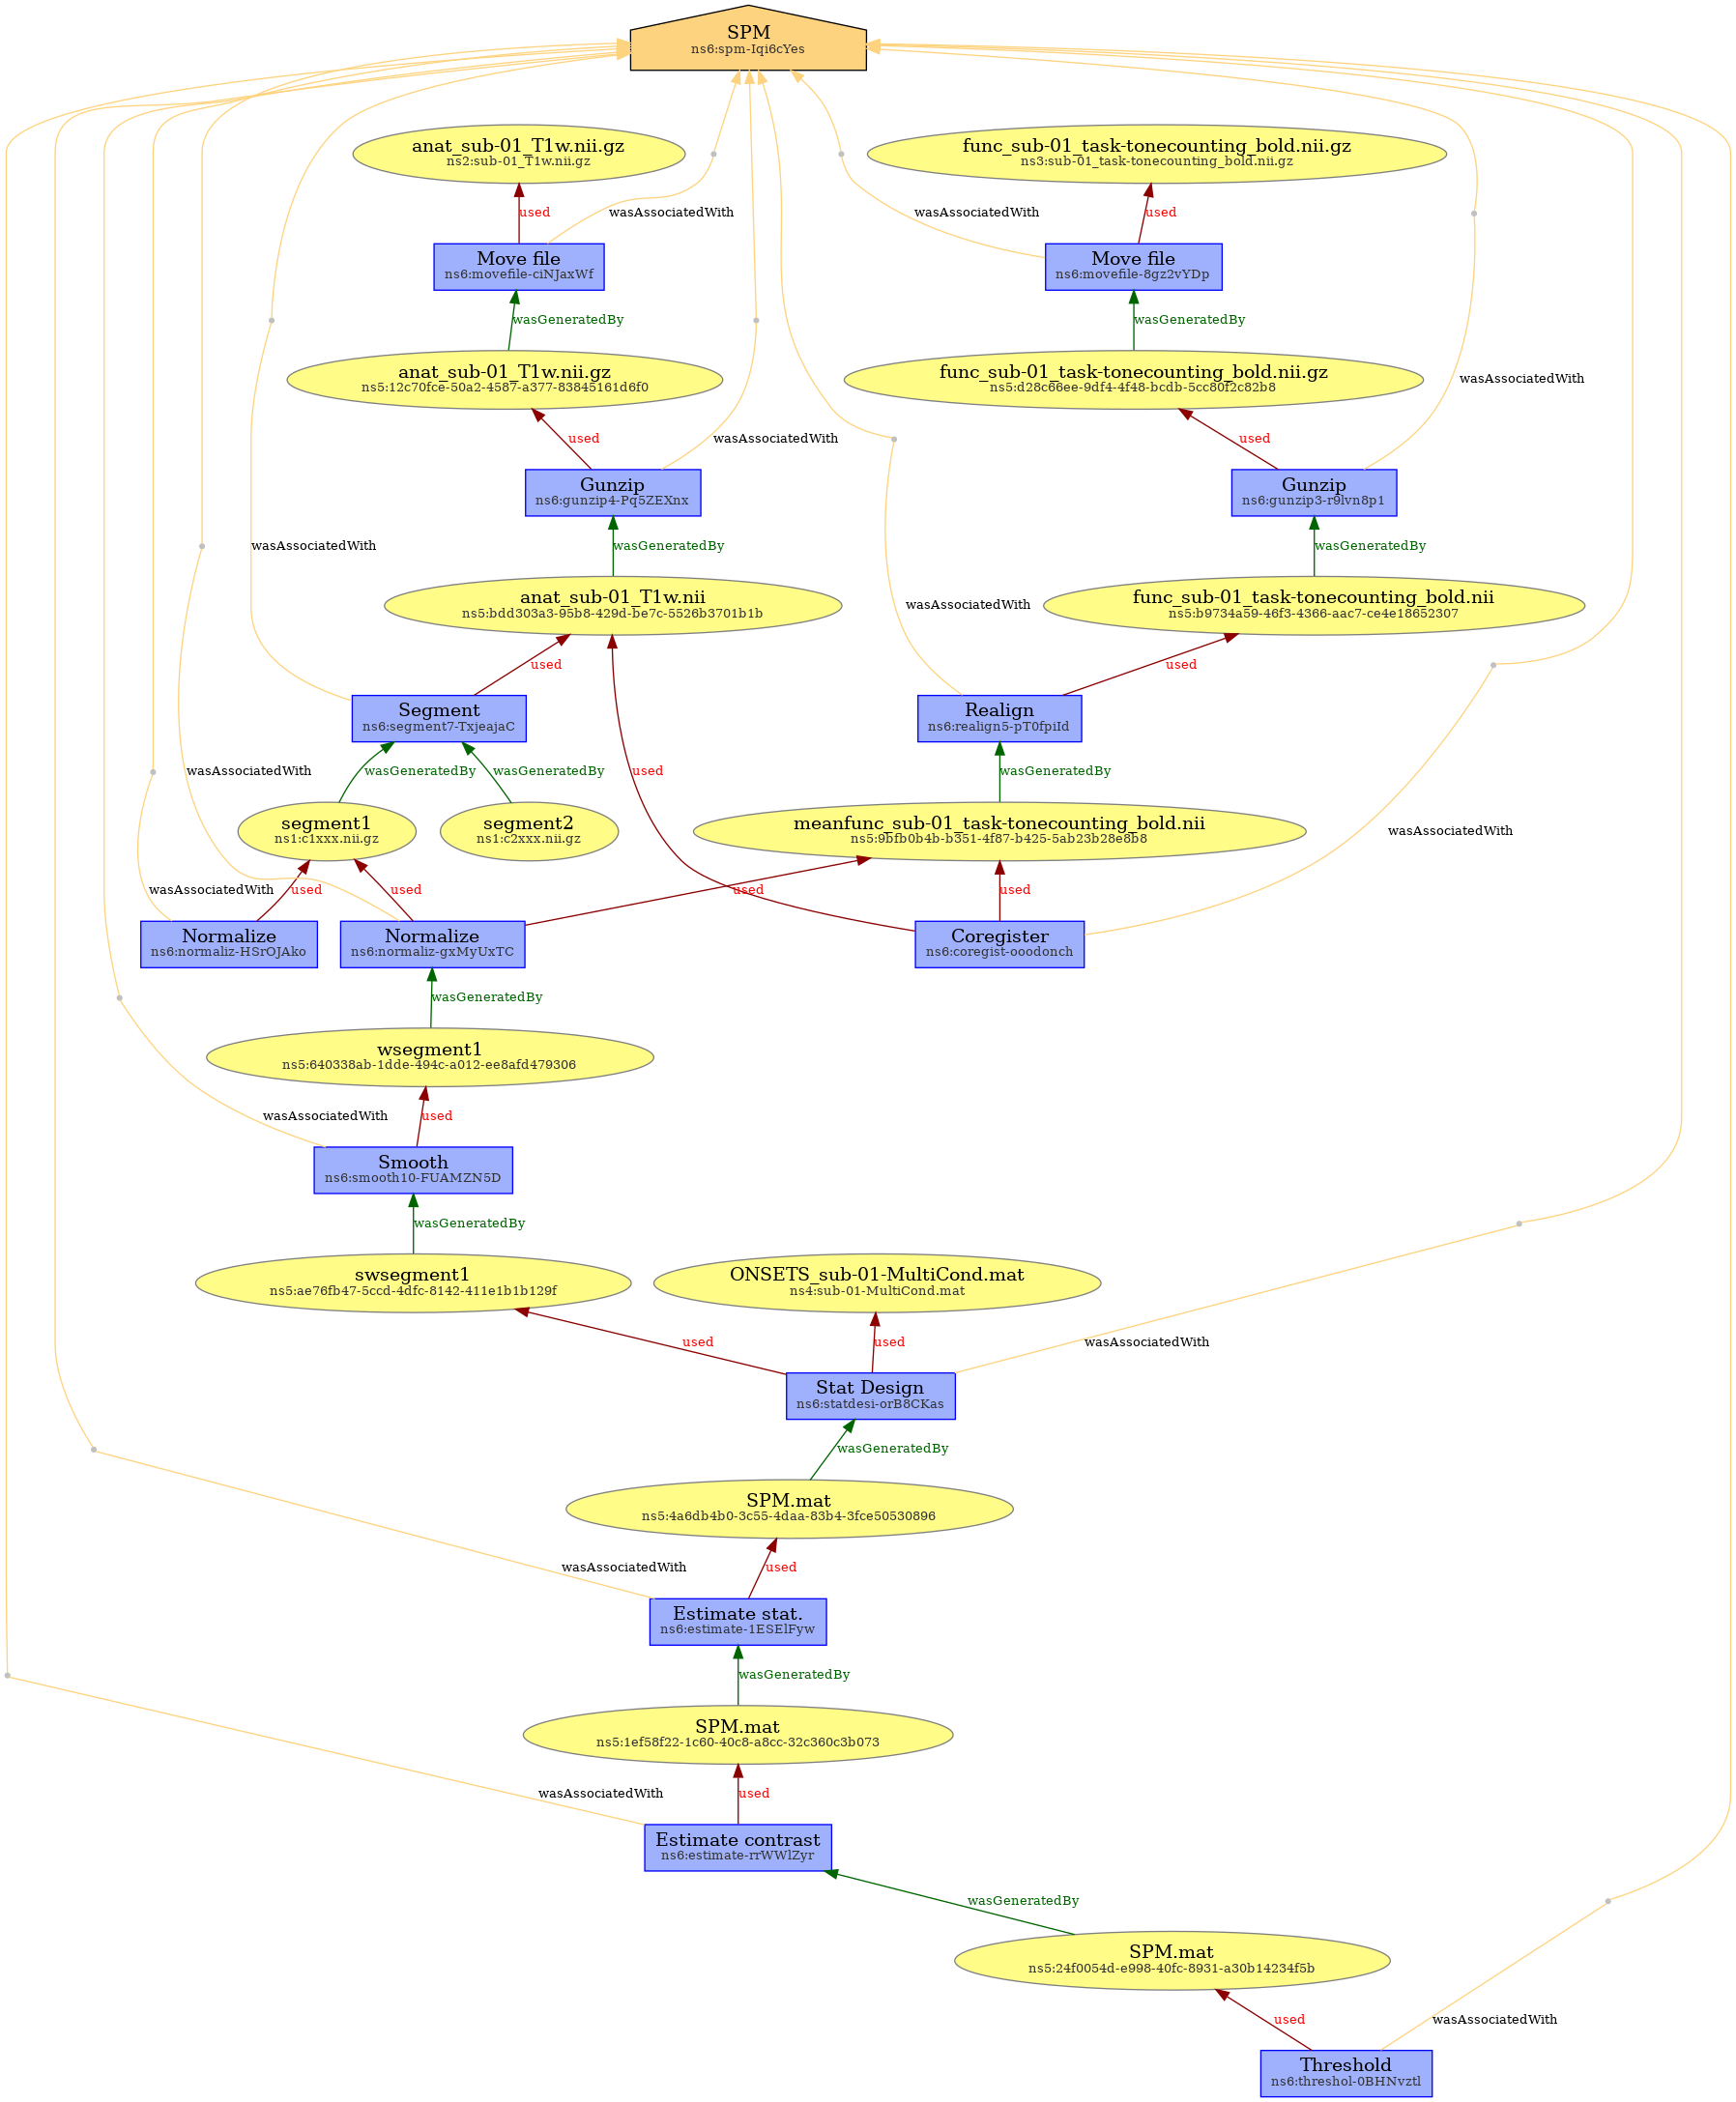 SPM
ns6:spm-Iqi6cYes
anat_sub-01_T1w.nii.gz
ns2:sub-01_T1w.nii.gz
func_sub-01_task-tonecounting_bold.nii.gz
ns3:sub-01_task-tonecounting_bold.nii.gz
used
wasAssociatedWith
wasAssociatedWith
used
Move file
ns6:movefile-ciNJaxWf
Move file
ns6:movefile-8gz2vYDp
wasGeneratedBy
wasGeneratedBy
anat_sub-01_T1w.nii.gz
ns5:12c70fce-50a2-4587-a377-83845161d6f0
func_sub-01_task-tonecounting_bold.nii.gz
ns5:d28c66ee-9df4-4f48-bcdb-5cc80f2c82b8
wasAssociatedWith
used
wasAssociatedWith
used
Gunzip
ns6:gunzip4-Pq5ZEXnx
Gunzip
ns6:gunzip3-r9lvn8p1
wasAssociatedWith
wasGeneratedBy
wasGeneratedBy
anat_sub-01_T1w.nii
ns5:bdd303a3-95b8-429d-be7c-5526b3701b1b
wasAssociatedWith
func_sub-01_task-tonecounting_bold.nii
ns5:b9734a59-46f3-4366-aac7-ce4e18652307
used
used
Segment
ns6:segment7-TxjeajaC
Realign
ns6:realign5-pT0fpiId
wasAssociatedWith
wasGeneratedBy
wasGeneratedBy
used
wasGeneratedBy
segment1
ns1:c1xxx.nii.gz
segment2
ns1:c2xxx.nii.gz
meanfunc_sub-01_task-tonecounting_bold.nii
ns5:9bfb0b4b-b351-4f87-b425-5ab23b28e8b8
wasAssociatedWith
wasAssociatedWith
used
used
used
used
Normalize
ns6:normaliz-HSrOJAko
Normalize
ns6:normaliz-gxMyUxTC
Coregister
ns6:coregist-ooodonch
wasGeneratedBy
wsegment1
ns5:640338ab-1dde-494c-a012-ee8afd479306
wasAssociatedWith
used
Smooth
ns6:smooth10-FUAMZN5D
wasGeneratedBy
swsegment1
ns5:ae76fb47-5ccd-4dfc-8142-411e1b1b129f
ONSETS_sub-01-MultiCond.mat
ns4:sub-01-MultiCond.mat
used
used
wasAssociatedWith
Stat Design
ns6:statdesi-orB8CKas
wasGeneratedBy
SPM.mat
ns5:4a6db4b0-3c55-4daa-83b4-3fce50530896
wasAssociatedWith
used
Estimate stat.
ns6:estimate-1ESElFyw
wasGeneratedBy
SPM.mat
ns5:1ef58f22-1c60-40c8-a8cc-32c360c3b073
wasAssociatedWith
used
Estimate contrast
ns6:estimate-rrWWlZyr
wasGeneratedBy
SPM.mat
ns5:24f0054d-e998-40fc-8931-a30b14234f5b
used
wasAssociatedWith
Threshold
ns6:threshol-0BHNvztl